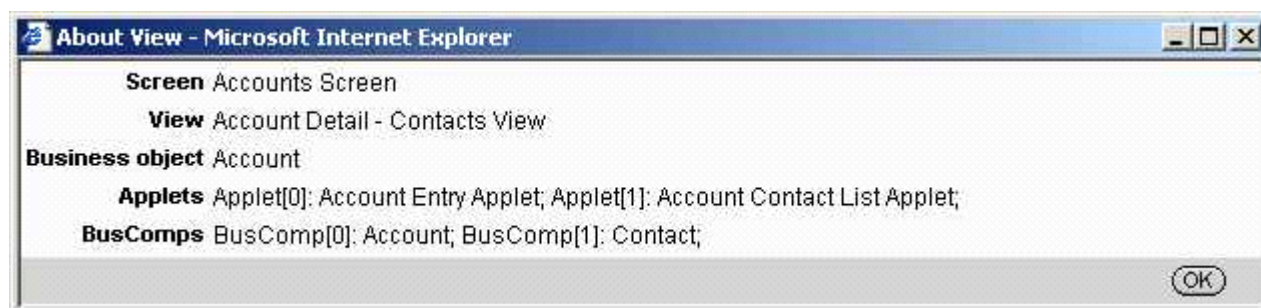 About View - Microsoft Internet Explorer
Screen Accounts Screen
View Account Detail - Contacts View
Business object Account
Applets Applet[0]: Account Entry Applet; Applet[1]: Account Contact List Applet;
BusComps BusComp[0]: Account; BusComp[1]: Contact;
OK